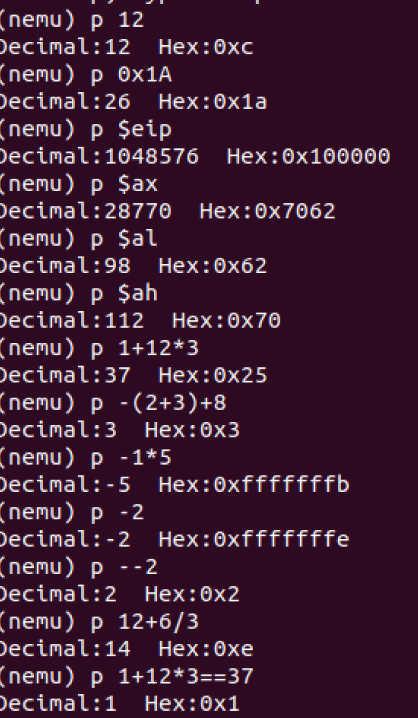 (nemu) p 12
Decimal:12  Hex:0xc
(nemu) p 0x1A
Decimal:26  Hex:0x1a
(nemu) p $eip
Decimal:1048576  Hex:0x100000
(nemu) p $ax
Decimal:28770  Hex:0x7062
(nemu) p $al
Decimal:98  Hex:0x62
(nemu) p $ah
Decimal:112  Hex:0x70
(nemu) p 1+12*3
Decimal:37  Hex:0x25
(nemu) p -(2+3)+8
Decimal:3  Hex:0x3
(nemu) p -1*5
Decimal:-5  Hex:0xfffffffb
(nemu) p -2
Decimal:-2  Hex:0xfffffffe
(nemu) p --2
Decimal:2  Hex:0x2
(nemu) p 12+6/3
Decimal:14  Hex:0xe
(nemu) p 1+12*3==37
Decimal:1  Hex:0x1